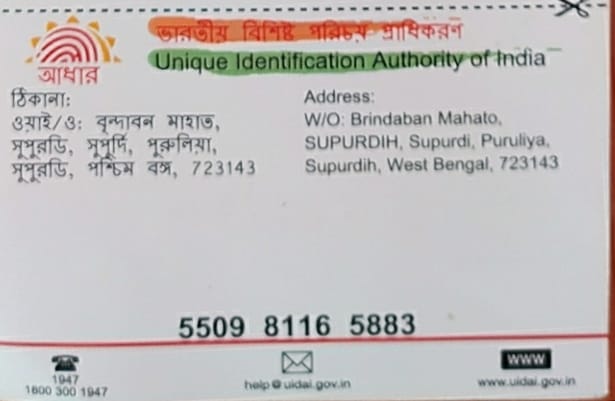 ভারতীয় বিশিষ্ট পরিচয় প্রাধিকরণ
Unique Identification Authority of India
আধার
ঠিকানা:
ওয়াই/ও: বৃন্দাবন মাহাত,
সুপুরডি, সুপুর্দি, পুরুলিয়া,
সুপুরডি, পশ্চিম বঙ্গ, 723143
Address:
W/O: Brindaban Mahato,
SUPURDIH, Supurdi, Puruliya,
Supurdih, West Bengal, 723143
5509 8116 5883
1947
1800 300 1947
help@uidai.gov.in
WWW
www.uidai.gov.in